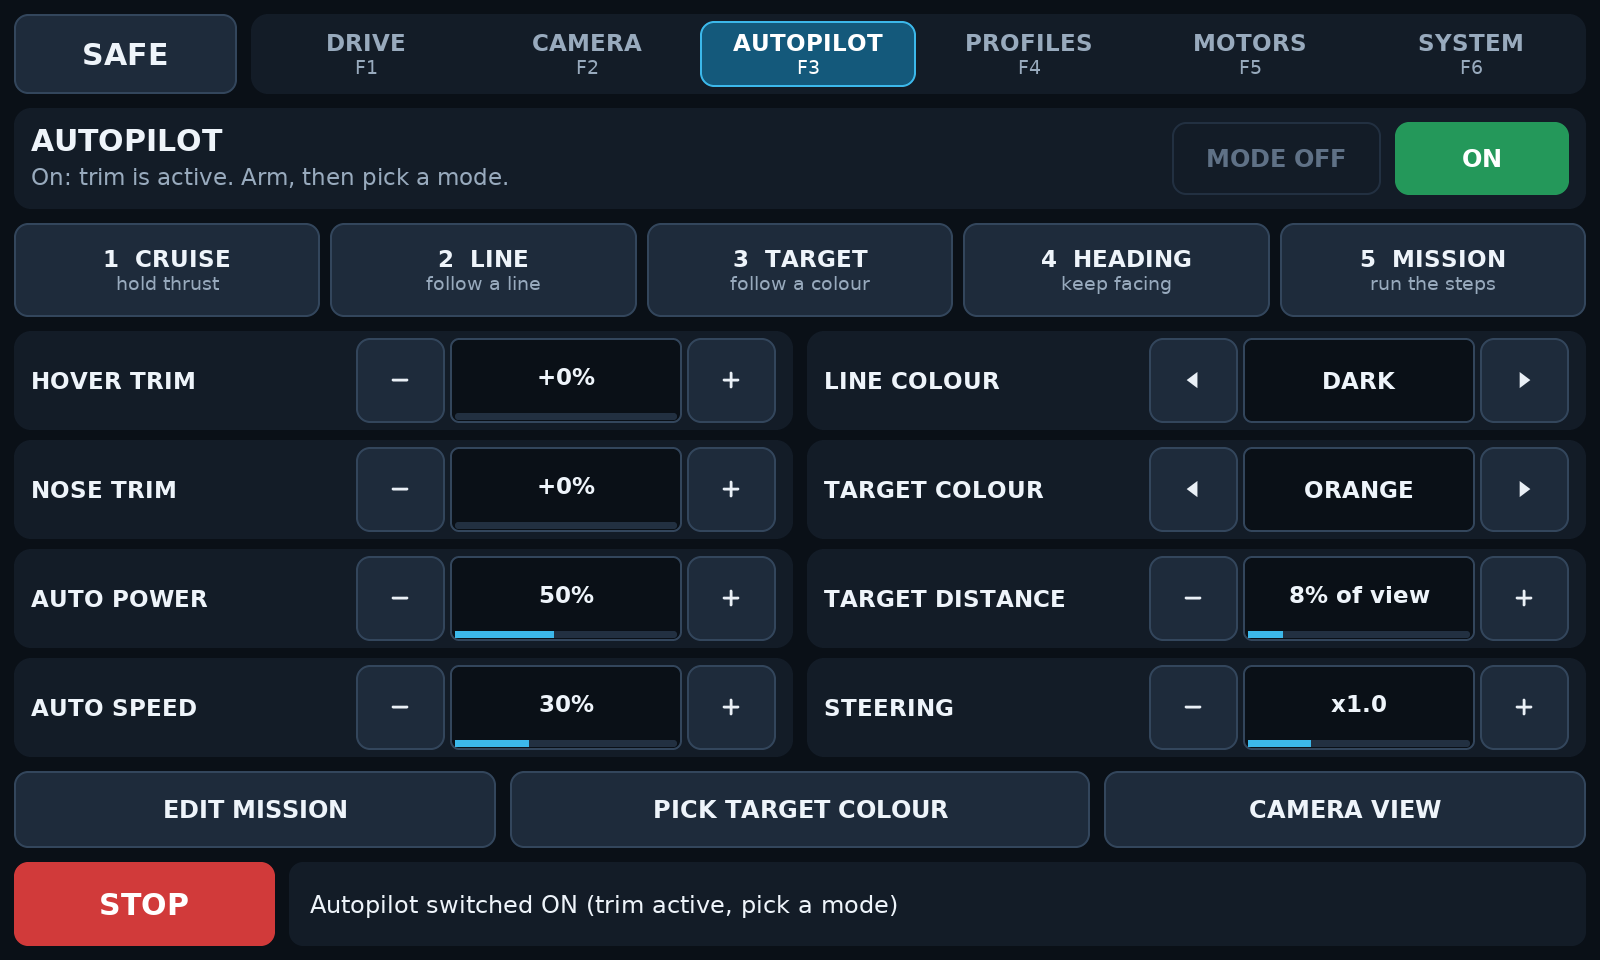 SAFE
DRIVE
F1
CAMERA
F2
AUTOPILOT
F3
PROFILES
F4
MOTORS
F5
SYSTEM
F6
AUTOPILOT
On: trim is active. Arm, then pick a mode.
MODE OFF
ON
1 CRUISE
hold thrust
2 LINE
follow a line
3 TARGET
follow a colour
4 HEADING
keep facing
5 MISSION
run the steps
HOVER TRIM
− +0% +
LINE COLOUR
DARK
NOSE TRIM
− +0% +
TARGET COLOUR
ORANGE
AUTO POWER
− 50% +
TARGET DISTANCE
− 8% of view +
AUTO SPEED
− 30% +
STEERING
− x1.0 +
EDIT MISSION
PICK TARGET COLOUR
CAMERA VIEW
STOP
Autopilot switched ON (trim active, pick a mode)